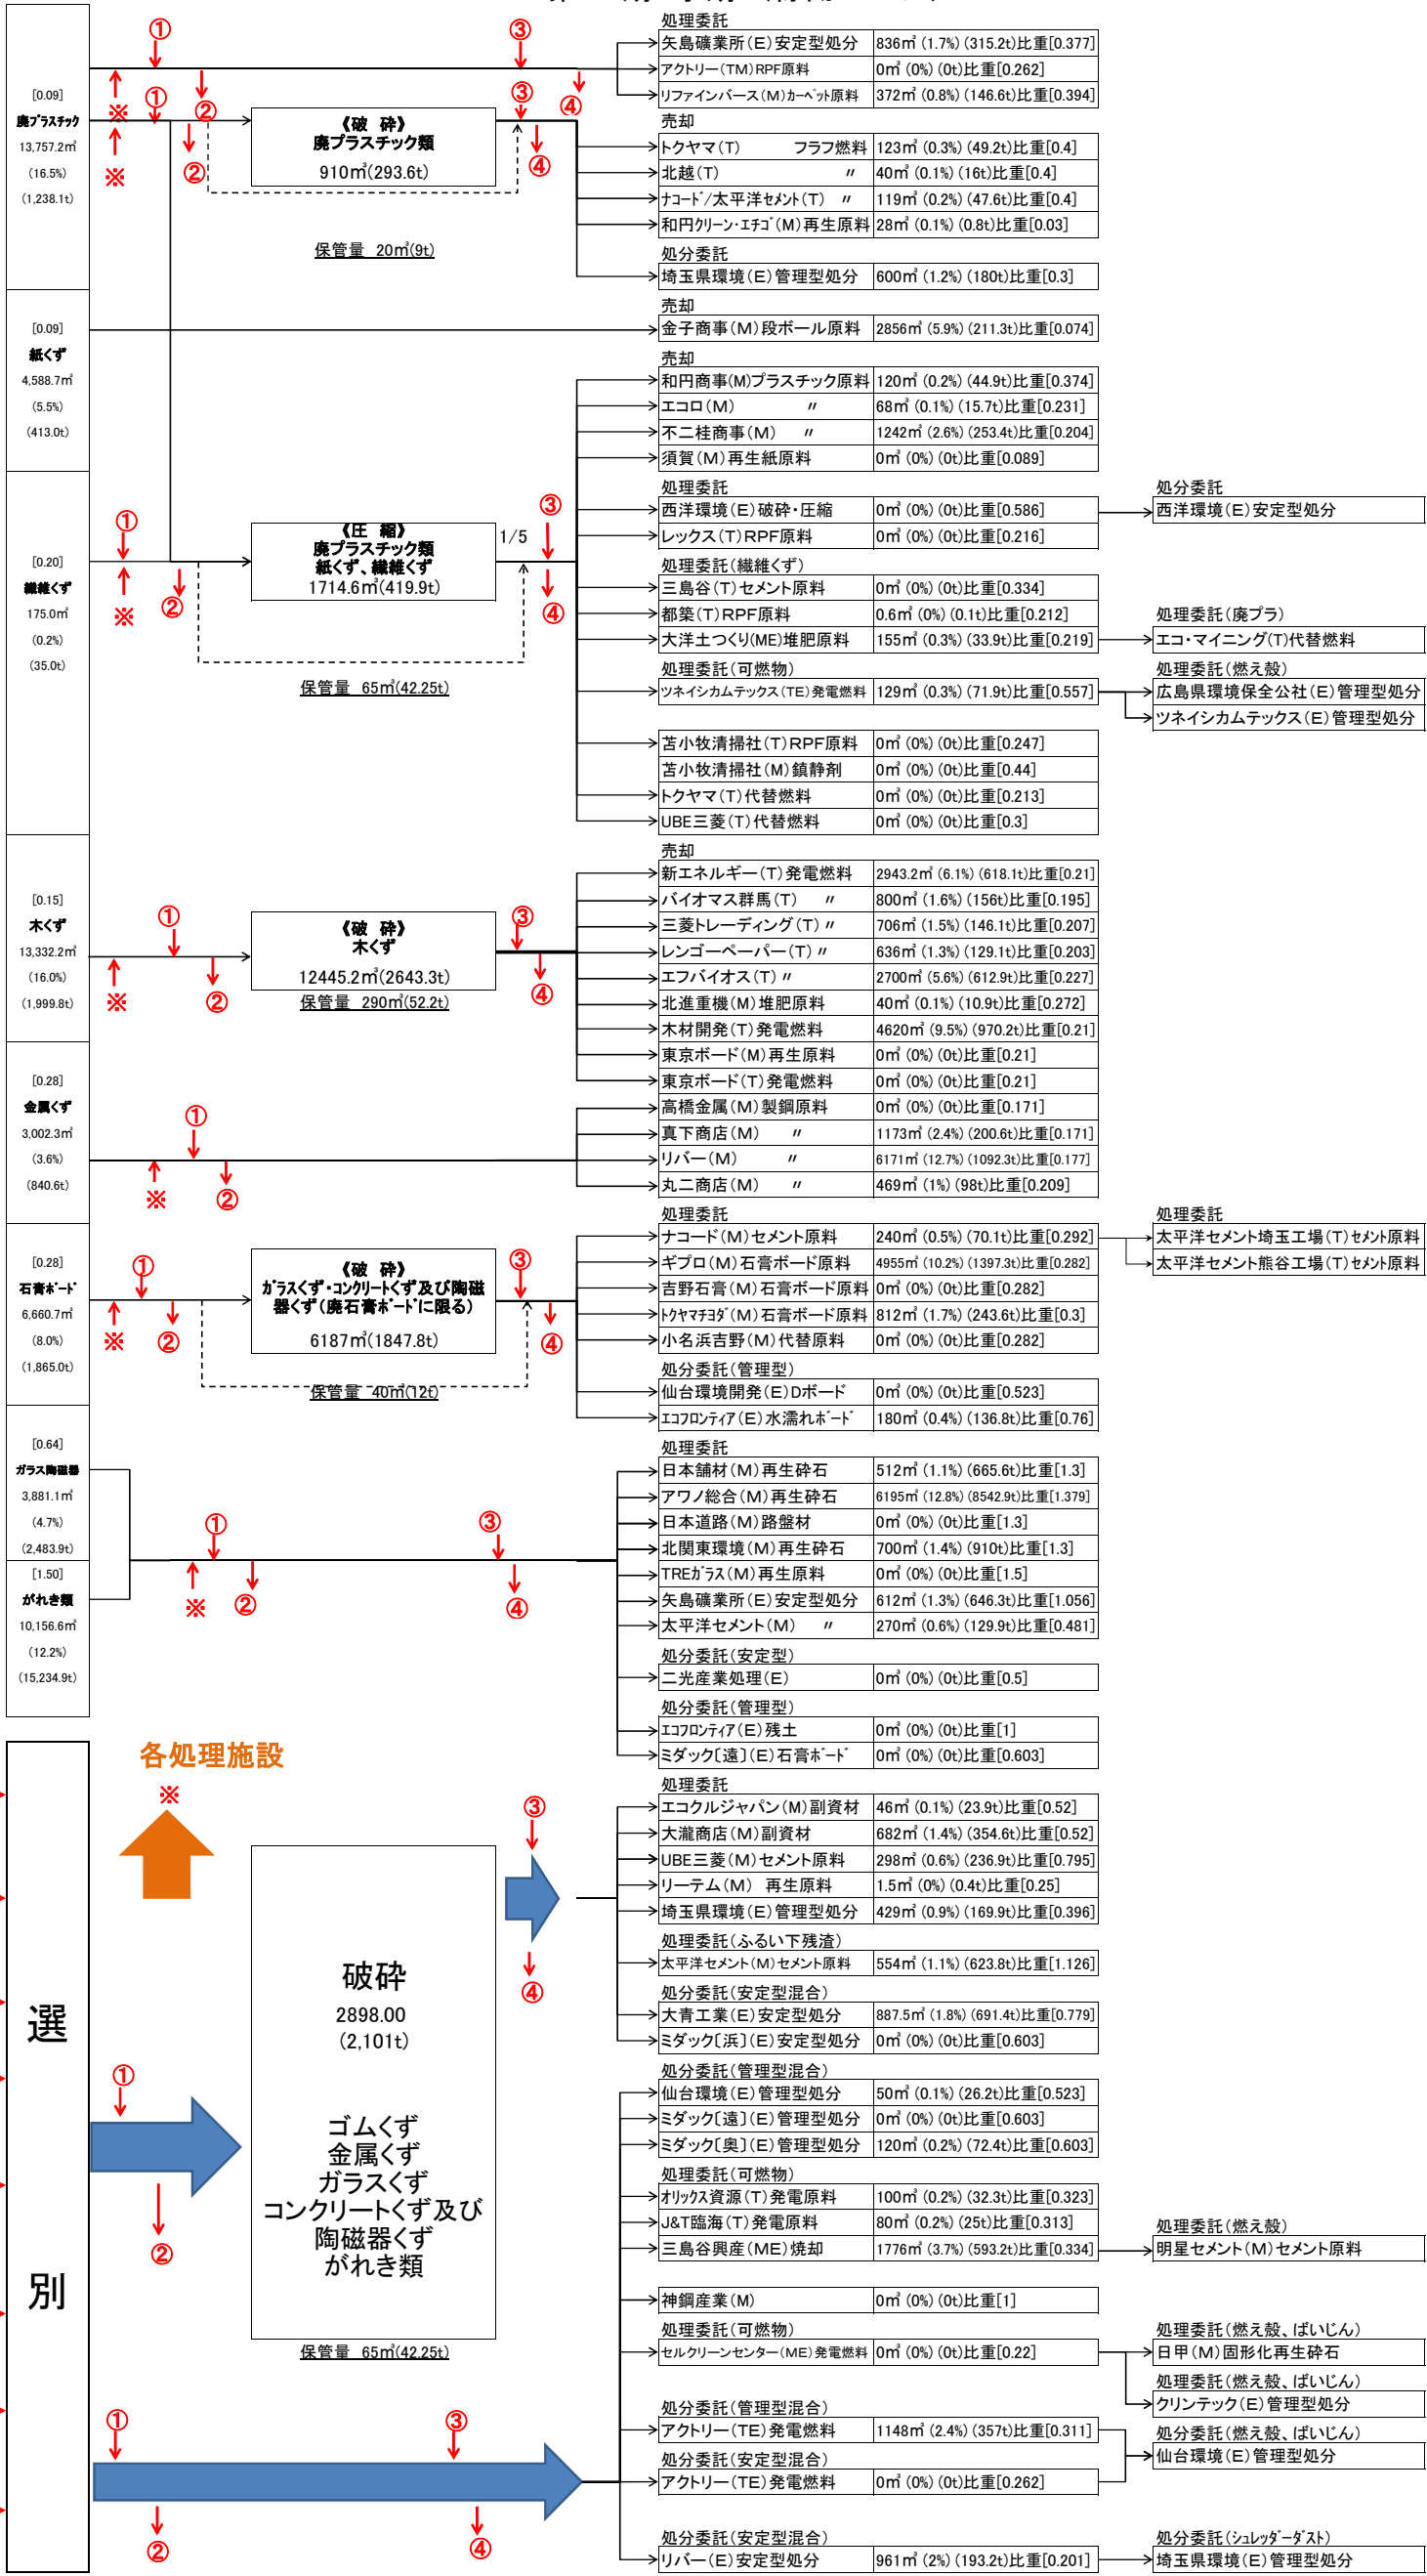 処理委託
矢島礦業所(E)安定型処分 836㎥ (1.7%) (315.2t)比重[0.377]
アクトリー(TM)RPF原料 0㎥ (0%) (0t)比重[0.262]
リファインバース(M)カーペット原料 372㎥ (0.8%) (146.6t)比重[0.394]
売却
トクヤマ(T) フラフ燃料 123㎥ (0.3%) (49.2t)比重[0.4]
北越(T) 〃 40㎥ (0.1%) (16t)比重[0.4]
ナコード/太平洋セメント(T) 〃 119㎥ (0.2%) (47.6t)比重[0.4]
和円クリーン・エチゴ(M)再生原料 28㎥ (0.1%) (0.8t)比重[0.03]
処分委託
埼玉県環境(E)管理型処分 600㎥ (1.2%) (180t)比重[0.3]
① ③
※ ② ④
① ③
※ ② ④
[0.09]
廃プラスチック
13,757.2㎥
(16.5%)
(1,238.1t)
《破 砕》
廃プラスチック類
910㎥(293.6t)
保管量 20㎥(9t)
[0.09]
紙くず
4,588.7㎥
(5.5%)
(413.0t)
売却
金子商事(M)段ボール原料 2856㎥ (5.9%) (211.3t)比重[0.074]
売却
和円商事(M)プラスチック原料 120㎥ (0.2%) (44.9t)比重[0.374]
エコロ(M) 〃 68㎥ (0.1%) (15.7t)比重[0.231]
不二桂商事(M) 〃 1242㎥ (2.6%) (253.4t)比重[0.204]
須賀(M)再生紙原料 0㎥ (0%) (0t)比重[0.089]
処理委託
西洋環境(E)破砕・圧縮 0㎥ (0%) (0t)比重[0.586]
レックス(T)RPF原料 0㎥ (0%) (0t)比重[0.216]
処分委託
西洋環境(E)安定型処分
処理委託(繊維くず)
三島谷(T)セメント原料 0㎥ (0%) (0t)比重[0.334]
都築(T)RPF原料 0.6㎥ (0%) (0.1t)比重[0.212]
大洋土つくり(ME)堆肥原料 155㎥ (0.3%) (33.9t)比重[0.219]
処理委託(廃プラ)
エコ・マイニング(T)代替燃料
処理委託(可燃物)
ツネイシカムテックス(TE)発電燃料 129㎥ (0.3%) (71.9t)比重[0.557]
処理委託(燃え殻)
広島県環境保全公社(E)管理型処分
ツネイシカムテックス(E)管理型処分
苫小牧清掃社(T)RPF原料 0㎥ (0%) (0t)比重[0.247]
苫小牧清掃社(M)鎮静剤 0㎥ (0%) (0t)比重[0.44]
トクヤマ(T)代替燃料 0㎥ (0%) (0t)比重[0.213]
UBE三菱(T)代替燃料 0㎥ (0%) (0t)比重[0.3]
[0.20]
繊維くず
175.0㎥
(0.2%)
(35.0t)
① ③
※ ② ④
《圧 縮》
廃プラスチック類
紙くず、繊維くず
1714.6㎥(419.9t)
1/5
保管量 65㎥(42.25t)
[0.15]
木くず
13,332.2㎥
(16.0%)
(1,999.8t)
① ③
※ ② ④
《破 砕》
木くず
12445.2㎥(2643.3t)
保管量 290㎥(52.2t)
売却
新エネルギー(T)発電燃料 2943.2㎥ (6.1%) (618.1t)比重[0.21]
バイオマス群馬(T) 〃 800㎥ (1.6%) (156t)比重[0.195]
三菱トレーディング(T)〃 706㎥ (1.5%) (146.1t)比重[0.207]
レンゴーペーパー(T)〃 636㎥ (1.3%) (129.1t)比重[0.203]
エフバイオス(T)〃 2700㎥ (5.6%) (612.9t)比重[0.227]
北進重機(M)堆肥原料 40㎥ (0.1%) (10.9t)比重[0.272]
木材開発(T)発電燃料 4620㎥ (9.5%) (970.2t)比重[0.21]
東京ボード(M)再生原料 0㎥ (0%) (0t)比重[0.21]
東京ボード(T)発電燃料 0㎥ (0%) (0t)比重[0.21]
高橋金属(M)製鋼原料 0㎥ (0%) (0t)比重[0.171]
真下商店(M) 〃 1173㎥ (2.4%) (200.6t)比重[0.171]
リバー(M) 〃 6171㎥ (12.7%) (1092.3t)比重[0.177]
丸二商店(M) 〃 469㎥ (1%) (98t)比重[0.209]
[0.28]
金属くず
3,002.3㎥
(3.6%)
(840.6t)
①
※ ②
[0.28]
石膏ボード
6,660.7㎥
(8.0%)
(1,865.0t)
① ③
※ ② ④
《破 砕》
ガラスくず・コンクリートくず及び陶磁
器くず(廃石膏ボードに限る)
6187㎥(1847.8t)
保管量 40㎥(12t)
処理委託
ナコード(M)セメント原料 240㎥ (0.5%) (70.1t)比重[0.292]
ギプロ(M)石膏ボード原料 4955㎥ (10.2%) (1397.3t)比重[0.282]
吉野石膏(M)石膏ボード原料 0㎥ (0%) (0t)比重[0.282]
トクヤマチヨダ(M)石膏ボード原料 812㎥ (1.7%) (243.6t)比重[0.3]
小名浜吉野(M)代替原料 0㎥ (0%) (0t)比重[0.282]
処理委託
太平洋セメント埼玉工場(T)セメント原料
太平洋セメント熊谷工場(T)セメント原料
処分委託(管理型)
仙台環境開発(E)Dボード 0㎥ (0%) (0t)比重[0.523]
エコフロンティア(E)水濡れボード 180㎥ (0.4%) (136.8t)比重[0.76]
[0.64]
ガラス陶磁器
3,881.1㎥
(4.7%)
(2,483.9t)
[1.50]
がれき類
10,156.6㎥
(12.2%)
(15,234.9t)
① ③
※ ② ④
処理委託
日本舗材(M)再生砕石 512㎥ (1.1%) (665.6t)比重[1.3]
アワノ総合(M)再生砕石 6195㎥ (12.8%) (8542.9t)比重[1.379]
日本道路(M)路盤材 0㎥ (0%) (0t)比重[1.3]
北関東環境(M)再生砕石 700㎥ (1.4%) (910t)比重[1.3]
TREガラス(M)再生原料 0㎥ (0%) (0t)比重[1.5]
矢島礦業所(E)安定型処分 612㎥ (1.3%) (646.3t)比重[1.056]
太平洋セメント(M) 〃 270㎥ (0.6%) (129.9t)比重[0.481]
処分委託(安定型)
二光産業処理(E) 0㎥ (0%) (0t)比重[0.5]
処分委託(管理型)
エコフロンティア(E)残土 0㎥ (0%) (0t)比重[1]
ミダック〔遠〕(E)石膏ボード 0㎥ (0%) (0t)比重[0.603]
選
別
各処理施設
※
① ③
② ④
破砕
2898.00
(2,101t)
ゴムくず
金属くず
ガラスくず
コンクリートくず及び
陶磁器くず
がれき類
保管量 65㎥(42.25t)
処理委託
エコクルジャパン(M)副資材 46㎥ (0.1%) (23.9t)比重[0.52]
大瀧商店(M)副資材 682㎥ (1.4%) (354.6t)比重[0.52]
UBE三菱(M)セメント原料 298㎥ (0.6%) (236.9t)比重[0.795]
リーテム(M) 再生原料 1.5㎥ (0%) (0.4t)比重[0.25]
埼玉県環境(E)管理型処分 429㎥ (0.9%) (169.9t)比重[0.396]
処理委託(ふるい下残渣)
太平洋セメント(M)セメント原料 554㎥ (1.1%) (623.8t)比重[1.126]
処分委託(安定型混合)
大青工業(E)安定型処分 887.5㎥ (1.8%) (691.4t)比重[0.779]
ミダック〔浜〕(E)安定型処分 0㎥ (0%) (0t)比重[0.603]
処分委託(管理型混合)
仙台環境(E)管理型処分 50㎥ (0.1%) (26.2t)比重[0.523]
ミダック〔遠〕(E)管理型処分 0㎥ (0%) (0t)比重[0.603]
ミダック〔奥〕(E)管理型処分 120㎥ (0.2%) (72.4t)比重[0.603]
処理委託(可燃物)
オリックス資源(T)発電原料 100㎥ (0.2%) (32.3t)比重[0.323]
J&T臨海(T)発電原料 80㎥ (0.2%) (25t)比重[0.313]
三島谷興産(ME)焼却 1776㎥ (3.7%) (593.2t)比重[0.334]
処理委託(燃え殻)
明星セメント(M)セメント原料
神鋼産業(M) 0㎥ (0%) (0t)比重[1]
処理委託(可燃物)
セルクリーンセンター(ME)発電燃料 0㎥ (0%) (0t)比重[0.22]
処理委託(燃え殻、ばいじん)
日甲(M)固形化再生砕石
処理委託(燃え殻、ばいじん)
クリンテック(E)管理型処分
処分委託(管理型混合)
アクトリー(TE)発電燃料 1148㎥ (2.4%) (357t)比重[0.311]
処分委託(燃え殻、ばいじん)
仙台環境(E)管理型処分
処分委託(安定型混合)
アクトリー(TE)発電燃料 0㎥ (0%) (0t)比重[0.262]
① ③
② ④
処分委託(安定型混合)
リバー(E)安定型処分 961㎥ (2%) (193.2t)比重[0.201]
処分委託(シュレッダーダスト)
埼玉県環境(E)管理型処分